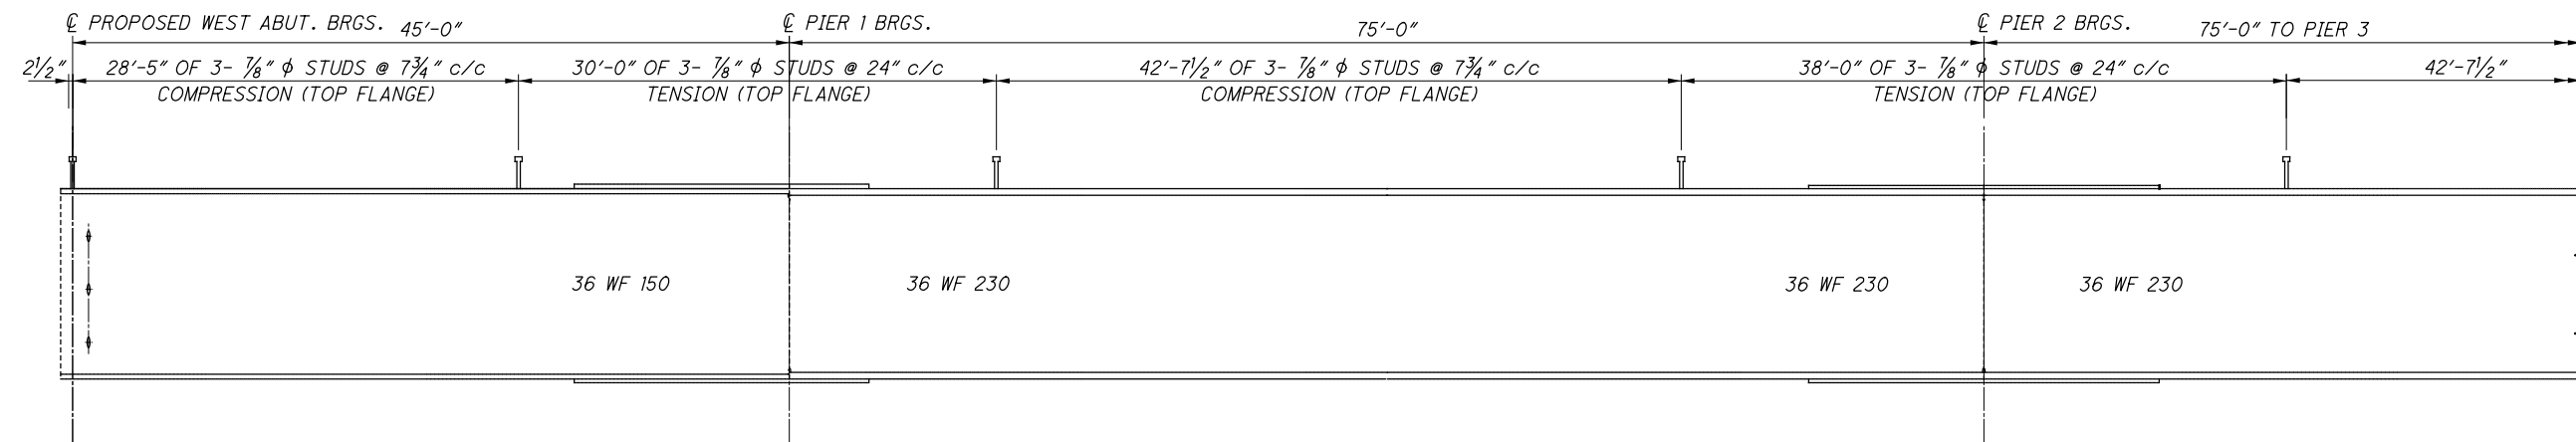 ℄ PROPOSED WEST ABUT. BRGS.
45'-0"
℄ PIER 1 BRGS.
75'-0"
℄ PIER 2 BRGS.
75'-0" TO PIER 3
2½"
28'-5" OF 3- ⅞" ϕ STUDS @ 7¾" c/c
COMPRESSION (TOP FLANGE)
30'-0" OF 3- ⅞" ϕ STUDS @ 24" c/c
TENSION (TOP FLANGE)
42'-7½" OF 3- ⅞" ϕ STUDS @ 7¾" c/c
COMPRESSION (TOP FLANGE)
38'-0" OF 3- ⅞" ϕ STUDS @ 24" c/c
TENSION (TOP FLANGE)
42'-7½"
36 WF 150
36 WF 230
36 WF 230
36 WF 230